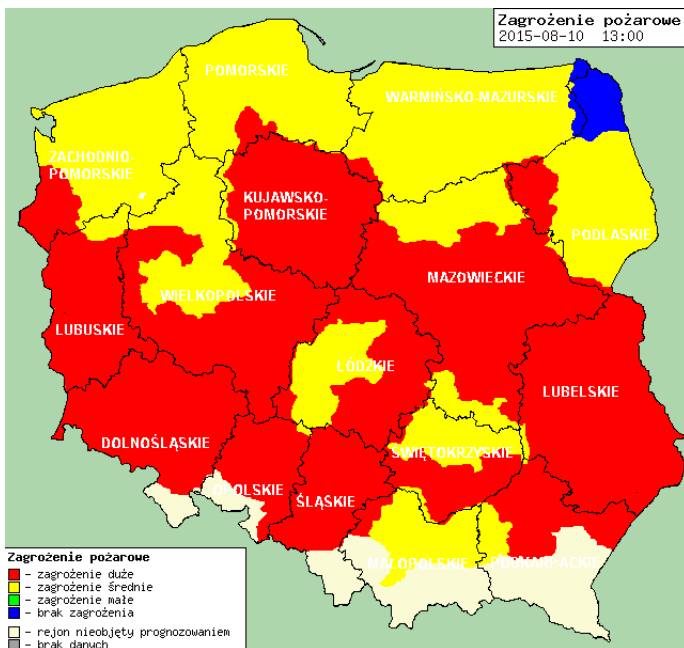 Zagrożenie pożarowe
2015-08-10 13:00
POMORSKIE
WARMIŃSKO-MAZURSKIE
ZACHODNIO-
POMORSKIE
KUJAWSKO-
POMORSKIE
PODLASKIE
MAZOWIECKIE
WIELKOPOLSKIE
LUBUSKIE
ŁÓDZKIE
LUBELSKIE
DOLNOŚLĄSKIE
ŚWIĘTOKRZYSKIE
OPOLSKIE
ŚLĄSKIE
MAŁOPOLSKIE
PODKARPACKIE
Zagrożenie pożarowe
- zagrożenie duże
- zagrożenie średnie
- zagrożenie małe
- brak zagrożenia
- rejon nieobjęty prognozowaniem
- brak danych